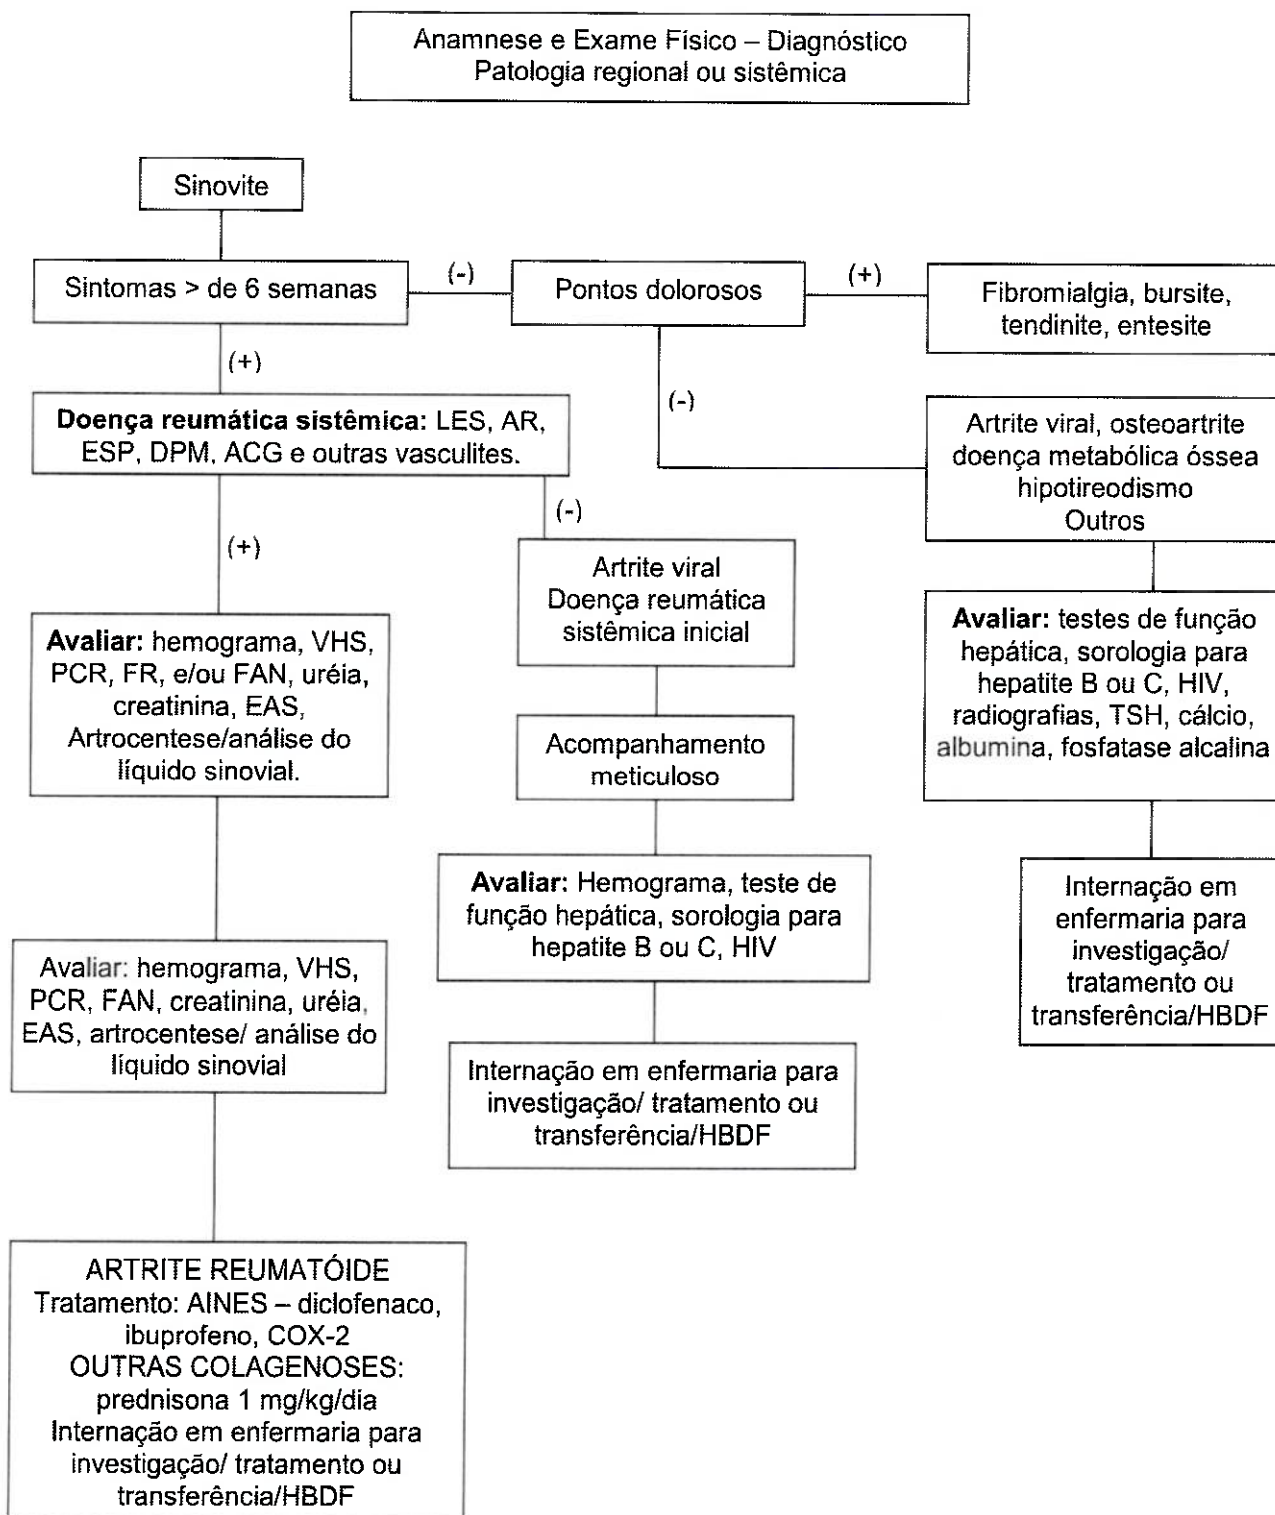 Anamnese e Exame Físico – Diagnóstico
Patologia regional ou sistêmica
Sinovite
Sintomas > de 6 semanas
(-)
Pontos dolorosos
(+)
Fibromialgia, bursite,
tendinite, entesite
(+)
(-)
Doença reumática sistêmica: LES, AR,
ESP, DPM, ACG e outras vasculites.
Artrite viral, osteoartrite
doença metabólica óssea
hipotireodismo
Outros
(+)
(-)
Artrite viral
Doença reumática
sistêmica inicial
Avaliar: hemograma, VHS,
PCR, FR, e/ou FAN, uréia,
creatinina, EAS,
Artrocentese/análise do
líquido sinovial.
Avaliar: testes de função
hepática, sorologia para
hepatite B ou C, HIV,
radiografias, TSH, cálcio,
albumina, fosfatase alcalina
Acompanhamento
meticuloso
Avaliar: Hemograma, teste de
função hepática, sorologia para
hepatite B ou C, HIV
Internação em
enfermaria para
investigação/
tratamento ou
transferência/HBDF
Avaliar: hemograma, VHS,
PCR, FAN, creatinina, uréia,
EAS, artrocentese/ análise do
líquido sinovial
Internação em enfermaria para
investigação/ tratamento ou
transferência/HBDF
ARTRITE REUMATÓIDE
Tratamento: AINES – diclofenaco,
ibuprofeno, COX-2
OUTRAS COLAGENOSES:
prednisona 1 mg/kg/dia
Internação em enfermaria para
investigação/ tratamento ou
transferência/HBDF